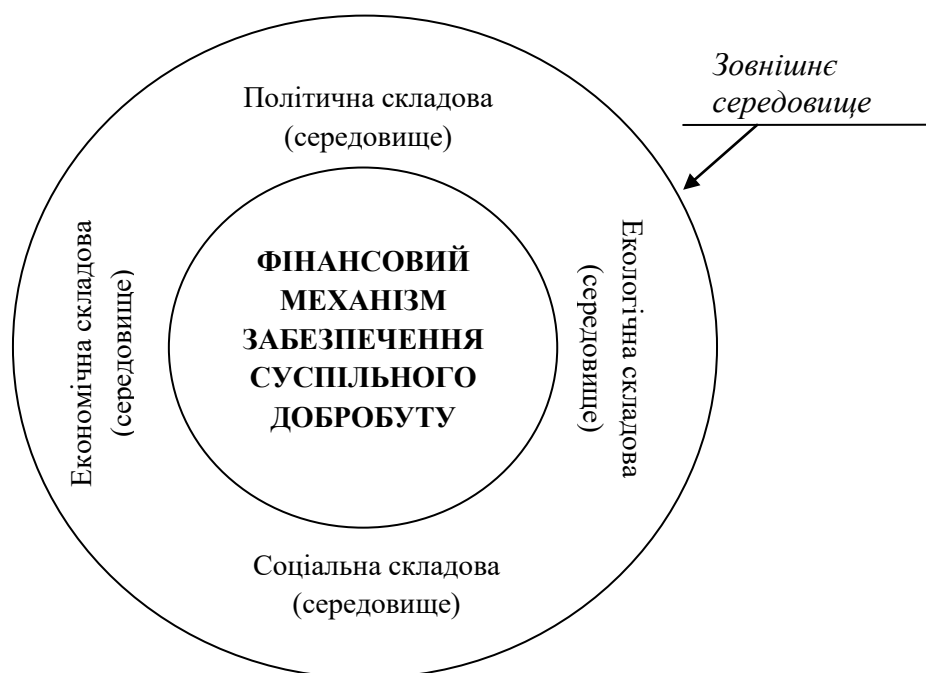 Зовнішнє
середовище
Політична складова
(середовище)
Економічна складова
(середовище)
ФІНАНСОВИЙ
МЕХАНІЗМ
ЗАБЕЗПЕЧЕННЯ
СУСПІЛЬНОГО
ДОБРОБУТУ
Екологічна складова
(середовище)
Соціальна складова
(середовище)